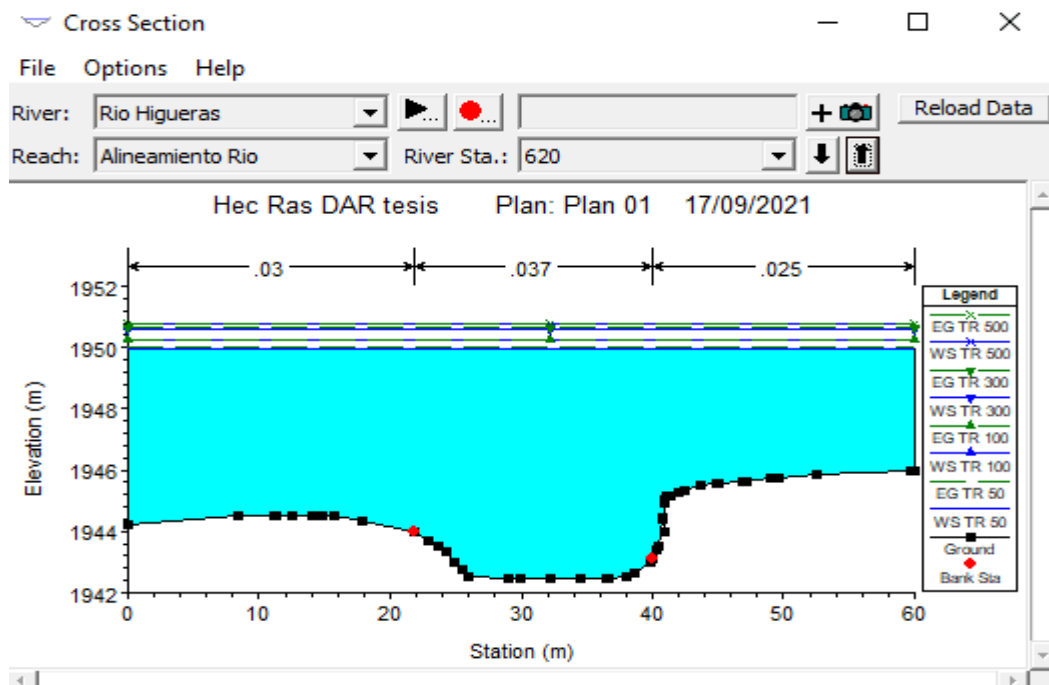 Cross Section
File Options Help
River: Rio Higueras Reload Data
Reach: Alineamiento Rio River Sta.: 620
Hec Ras DAR tesis Plan: Plan 01 17/09/2021
.03 .037 .025
1952
1950
1948
1946
1944
1942
Elevation (m)
0 10 20 30 40 50 60
Station (m)
Legend
EG TR 500
WS TR 500
EG TR 300
WS TR 300
EG TR 100
WS TR 100
EG TR 50
WS TR 50
Ground
Bank Sta